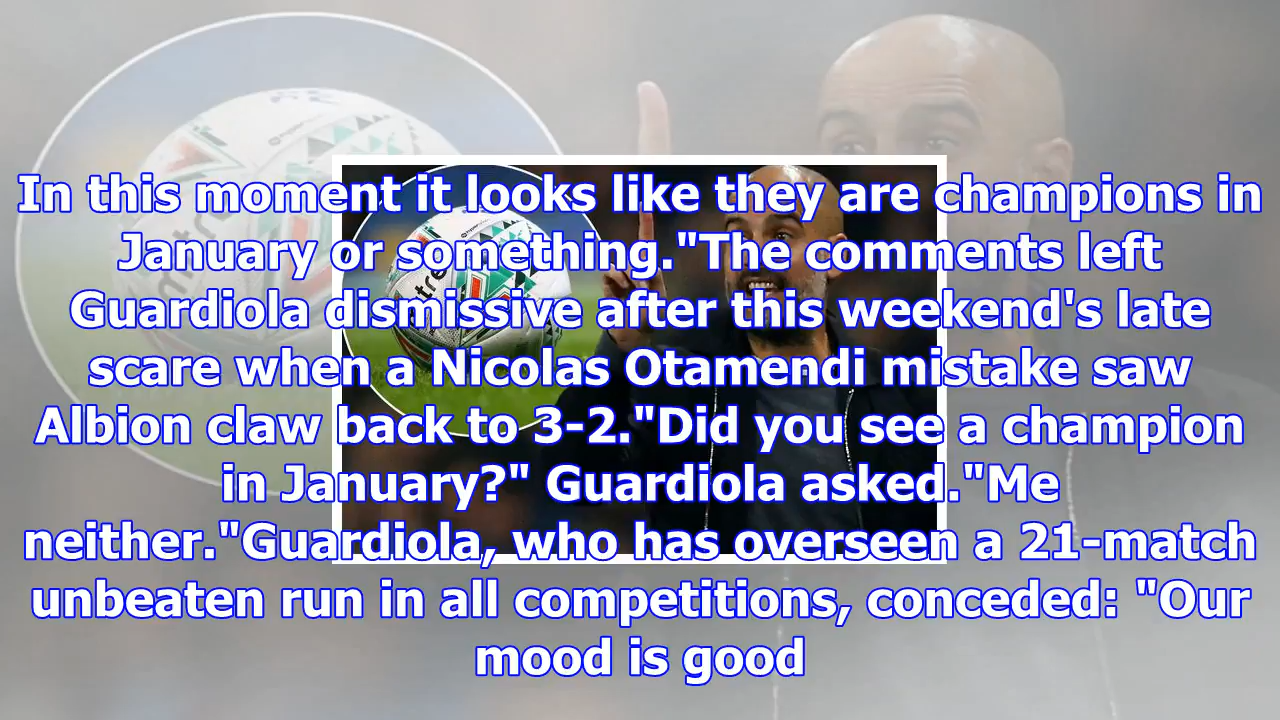 In this moment it looks like they are champions in
January or something."The comments left
Guardiola dismissive after this weekend's late
scare when a Nicolas Otamendi mistake saw
Albion claw back to 3-2."Did you see a champion
in January?" Guardiola asked."Me
neither."Guardiola, who has overseen a 21-match
unbeaten run in all competitions, conceded: "Our
mood is good